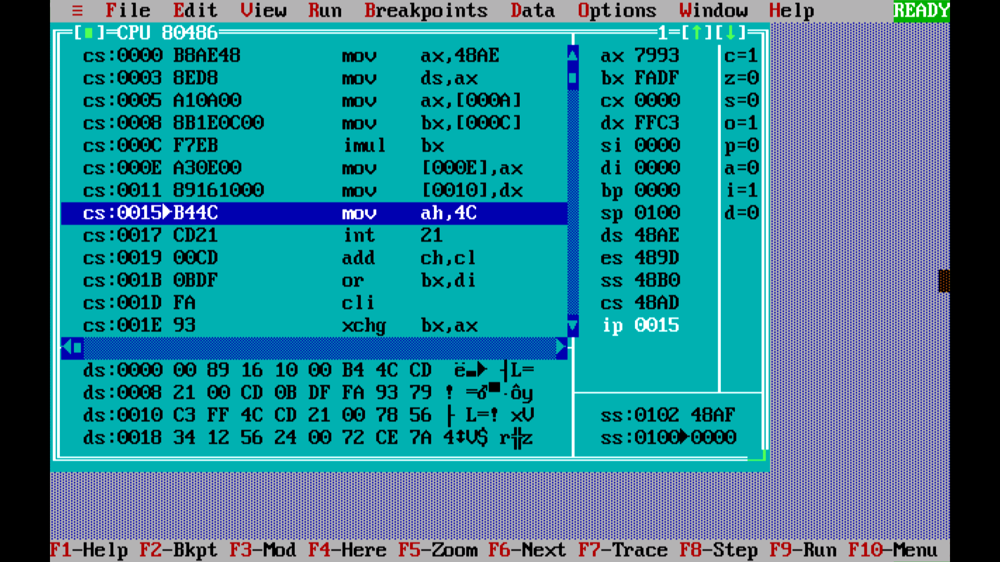 ≡ File Edit View Run Breakpoints Data Options Window Help READY
[■]=CPU 80486 1=[↑][↓]
cs:0000 B8AE48 mov ax,48AE ax 7993 c=1
cs:0003 8ED8 mov ds,ax bx FADF z=0
cs:0005 A10A00 mov ax,[000A] cx 0000 s=0
cs:0008 8B1E0C00 mov bx,[000C] dx FFC3 o=1
cs:000C F7EB imul bx si 0000 p=0
cs:000E A30E00 mov [000E],ax di 0000 a=0
cs:0011 89161000 mov [0010],dx bp 0000 i=1
cs:0015►B44C mov ah,4C sp 0100 d=0
cs:0017 CD21 int 21 ds 48AE
cs:0019 00CD add ch,cl es 489D
cs:001B 0BDF or bx,di ss 48B0
cs:001D FA cli cs 48AD
cs:001E 93 xchg bx,ax ip 0015
ds:0000 00 89 16 10 00 B4 4C CD ë▬► ┤L=
ds:0008 21 00 CD 0B DF FA 93 79 ! =♂▀·ôy
ds:0010 C3 FF 4C CD 21 00 78 56 ├ L=! xV ss:0102 48AF
ds:0018 34 12 56 24 00 72 CE 7A 4↕V$ r╬z ss:0100►0000
F1-Help F2-Bkpt F3-Mod F4-Here F5-Zoom F6-Next F7-Trace F8-Step F9-Run F10-Menu